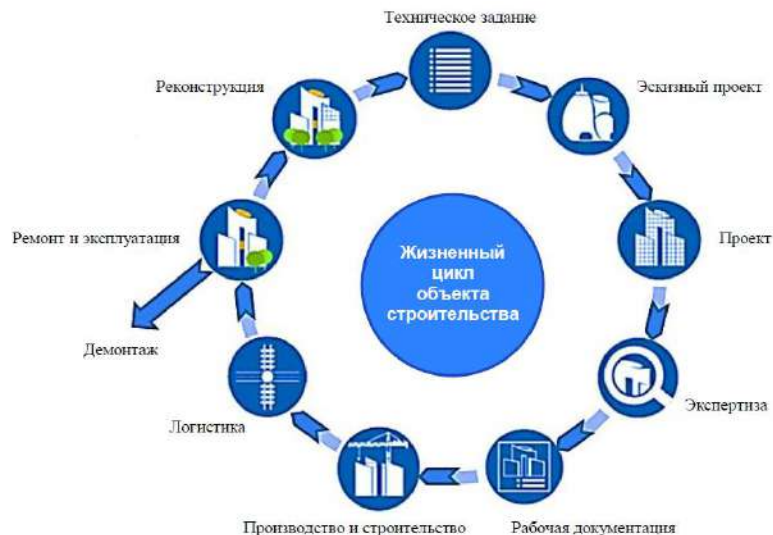 Техническое задание
Эскизный проект
Проект
Экспертиза
Рабочая документация
Производство и строительство
Логистика
Демонтаж
Ремонт и эксплуатация
Реконструкция
Жизненный
цикл
объекта
строительства